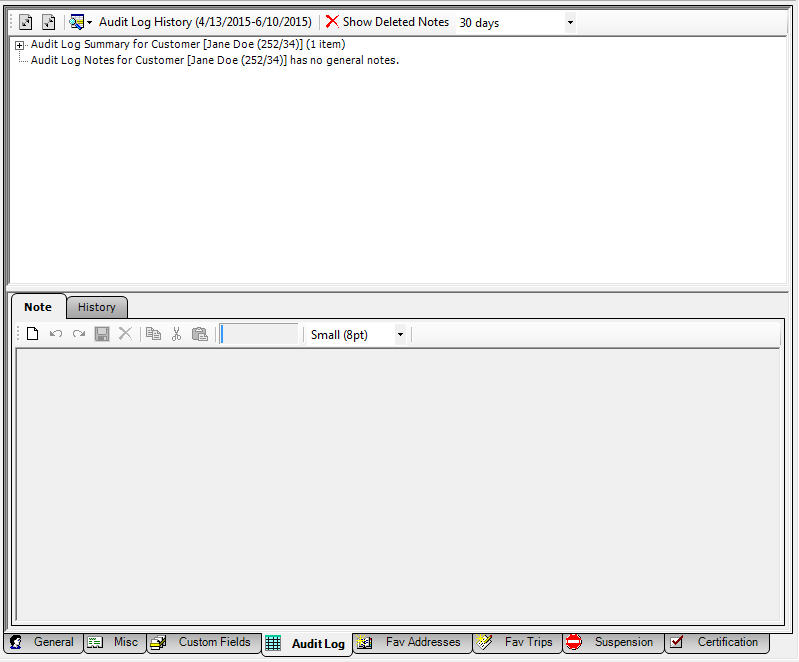 Audit Log History (4/13/2015-6/10/2015) Show Deleted Notes 30 days
Audit Log Summary for Customer [Jane Doe (252/34)] (1 item)
Audit Log Notes for Customer [Jane Doe (252/34)] has no general notes.
Note History
Small (8pt)
General Misc Custom Fields Audit Log Fav Addresses Fav Trips Suspension Certification